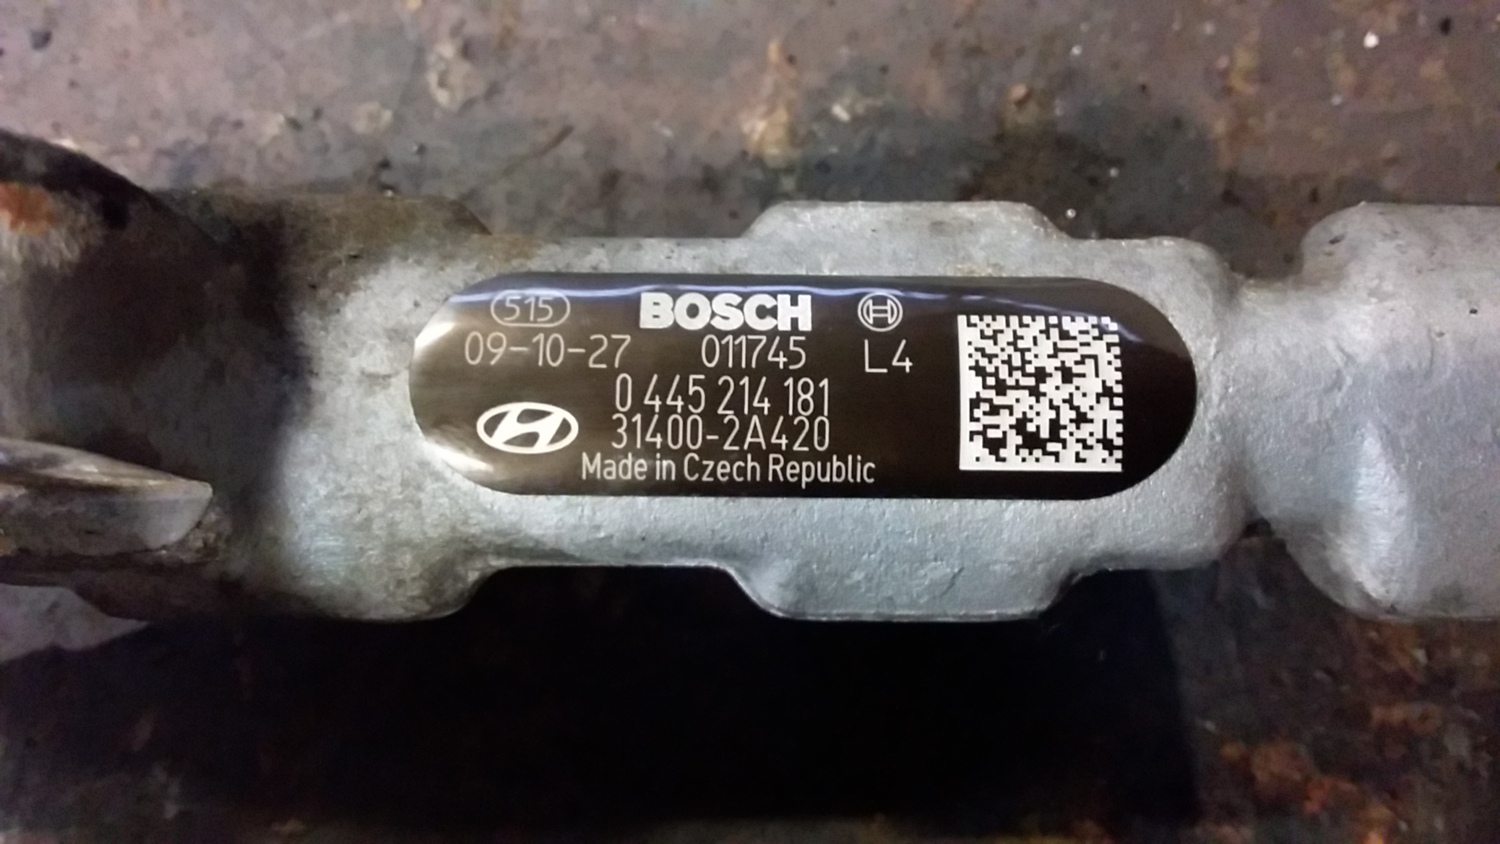 515 BOSCH
09-10-27 011745 L4
0 445 214 181
31400-2A420
Made in Czech Republic